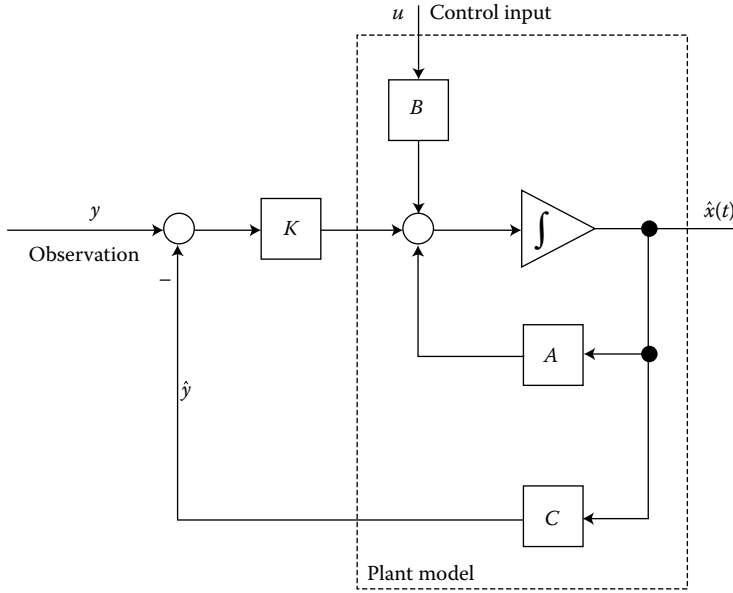 u Control input
B
y
Observation
K
∫
x̂(t)
−
A
ŷ
C
Plant model